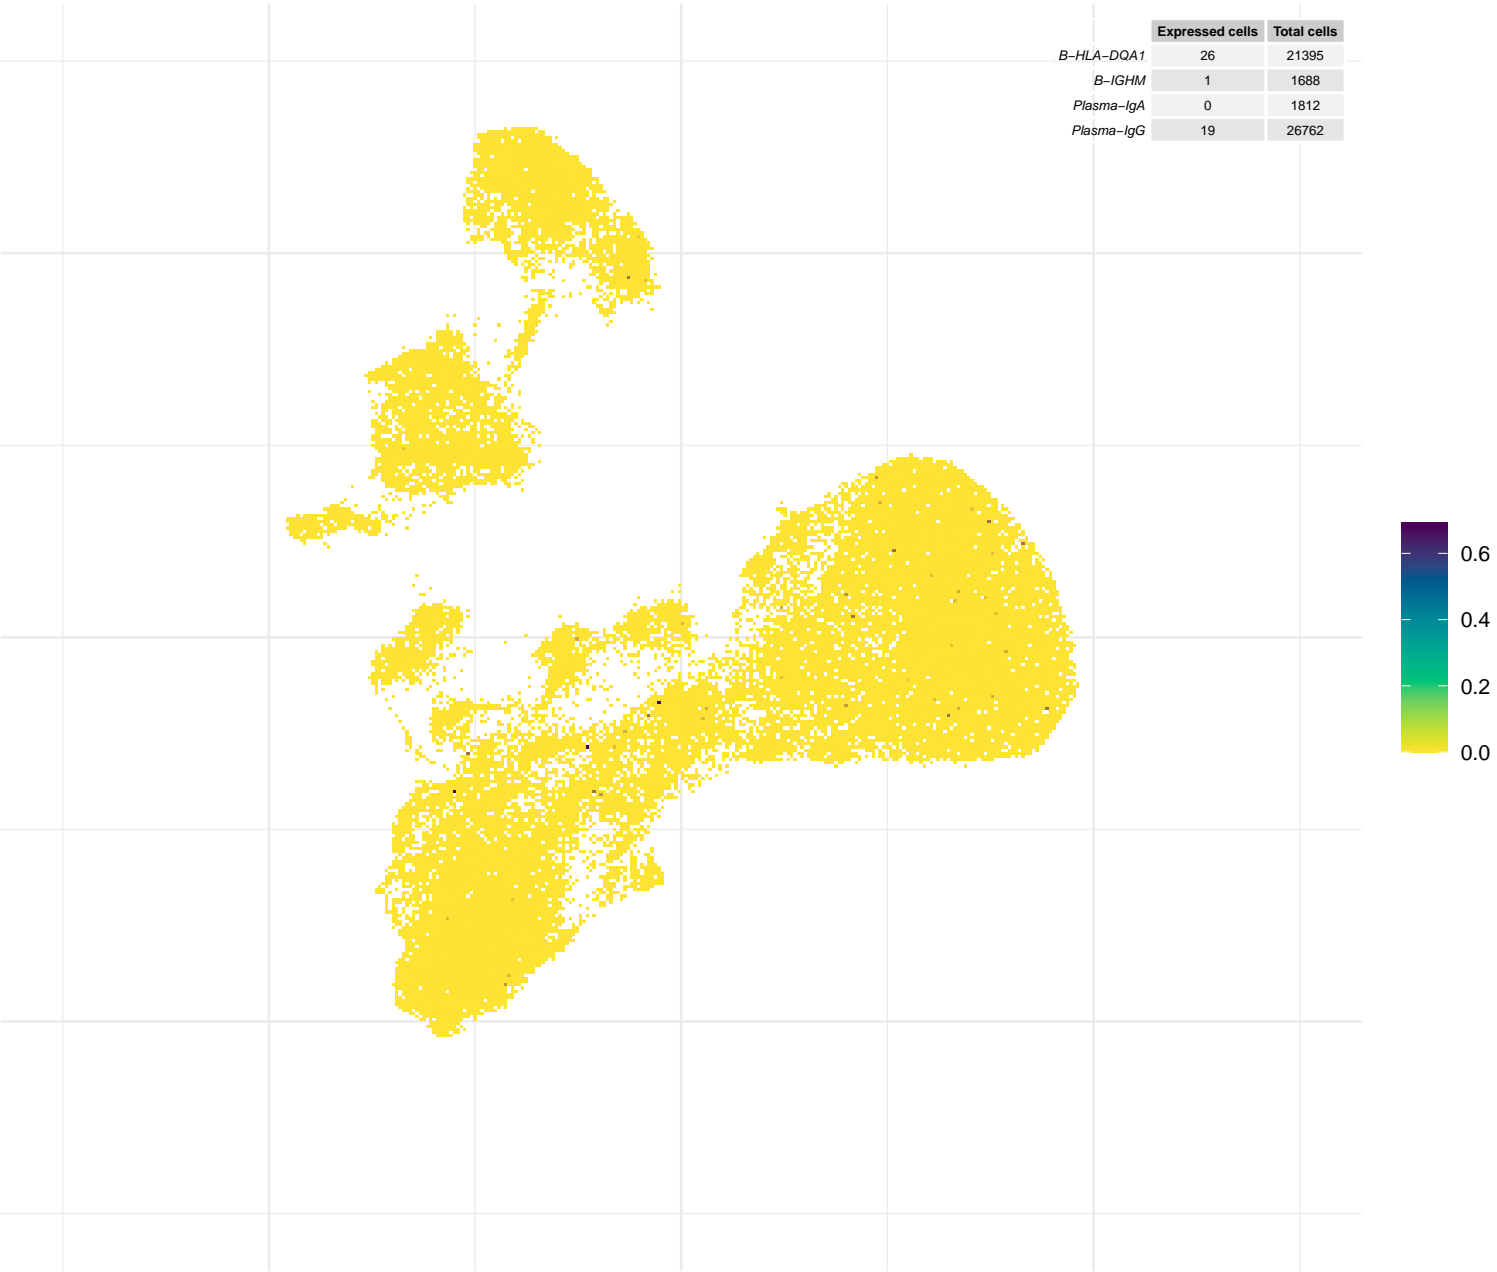 Expressed cells Total cells
B−HLA−DQA1 26 21395
B−IGHM 1 1688
Plasma−IgA 0 1812
Plasma−IgG 19 26762
0.6
0.4
0.2
0.0